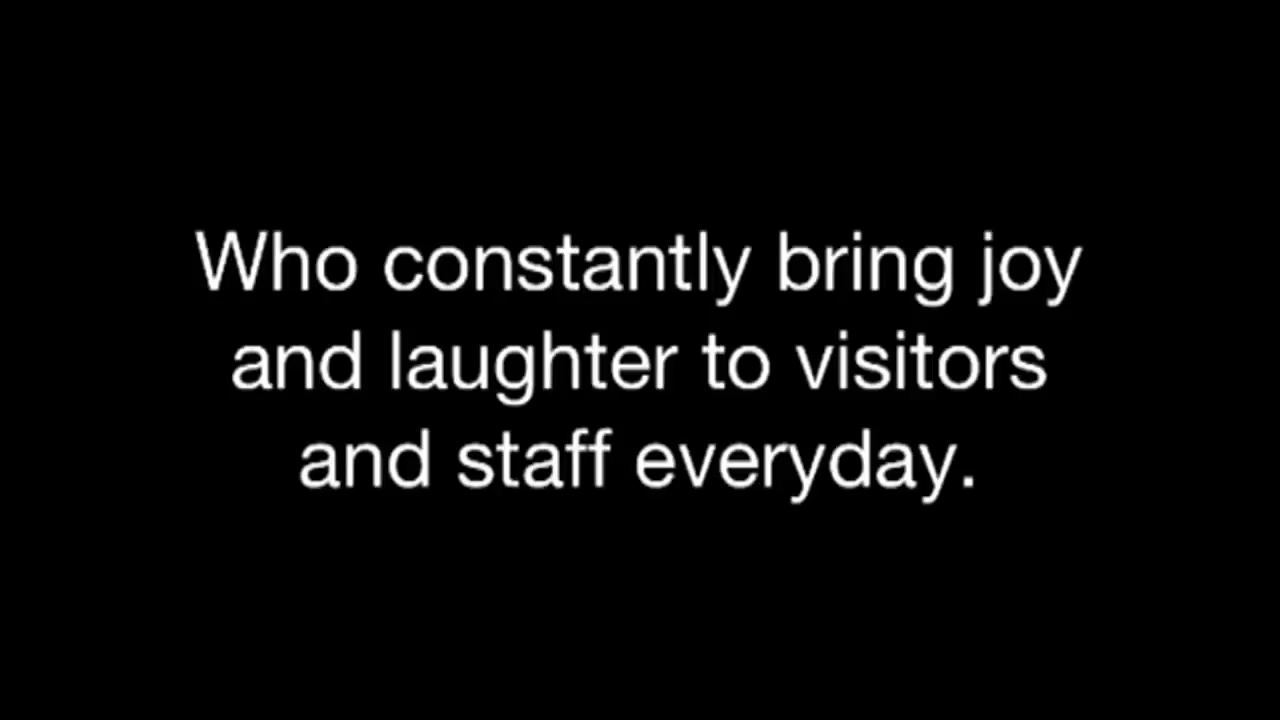 Who constantly bring joy
and laughter to visitors
and staff everyday.